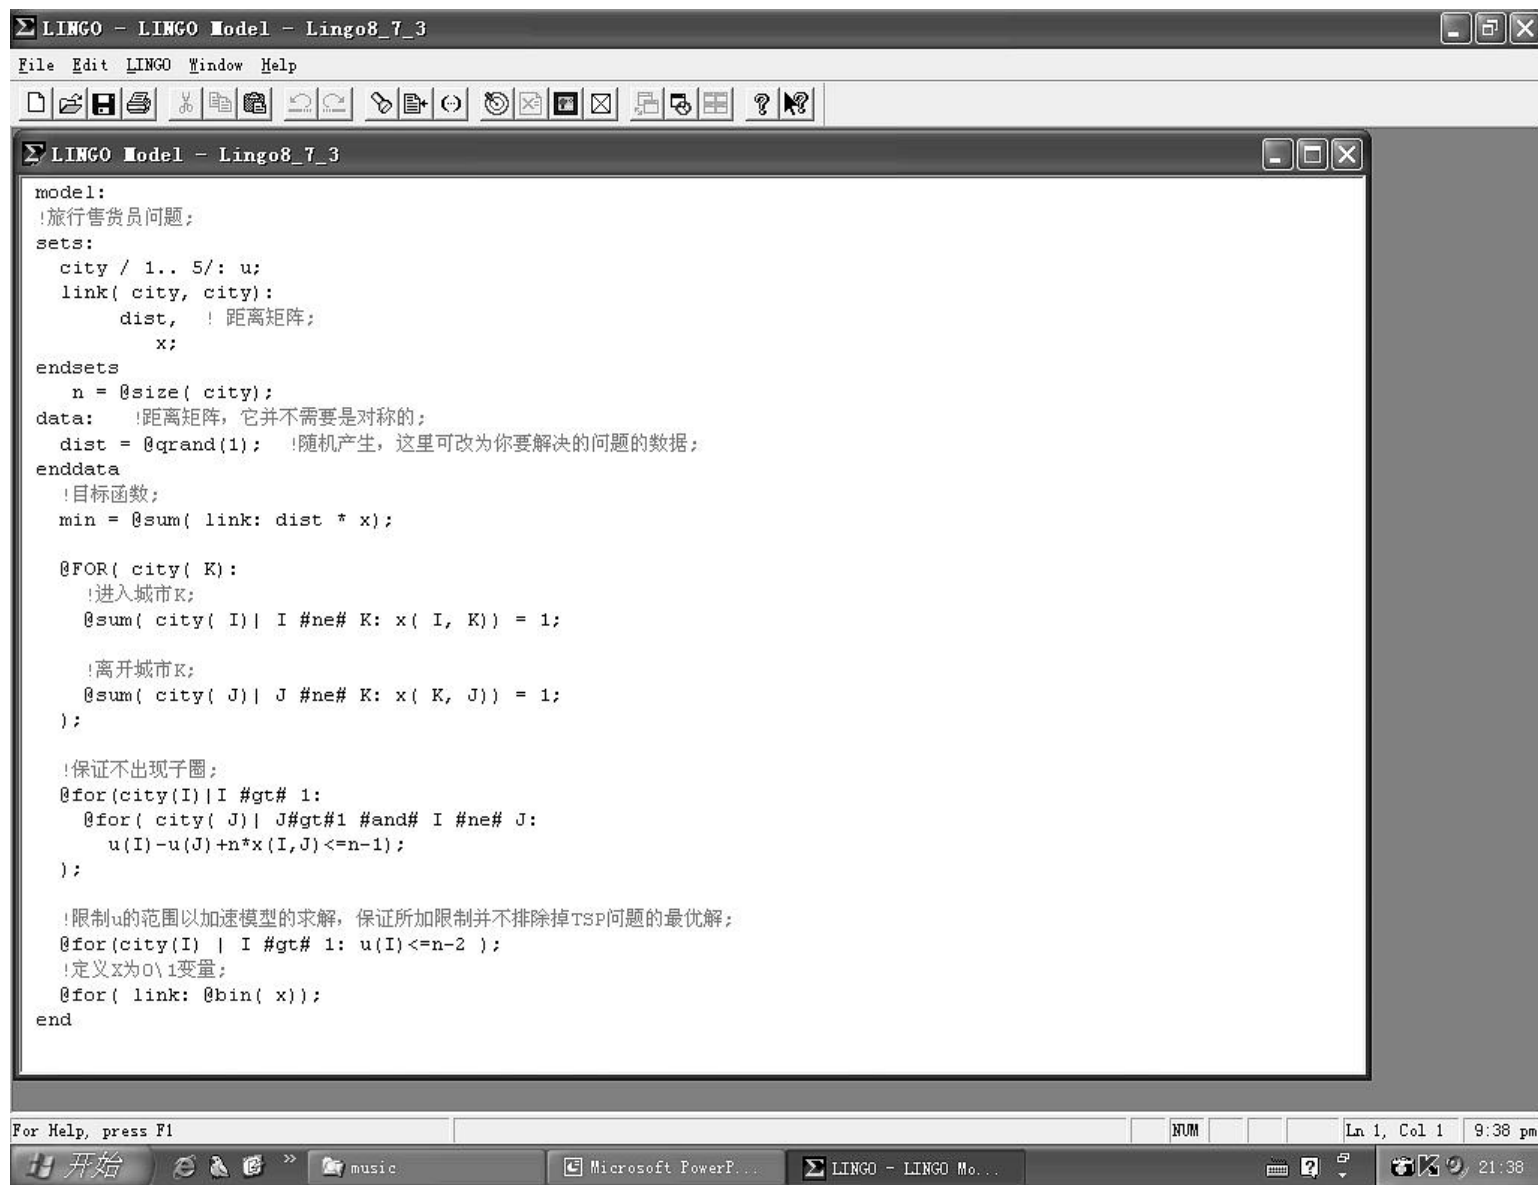 LINGO - LINGO Model - Lingo8_7_3
File Edit LINGO Window Help
LINGO Model - Lingo8_7_3
model:
!旅行售货员问题;
sets:
city / 1.. 5/: u;
link( city, city):
dist, ! 距离矩阵;
x;
endsets
n = @size( city);
data: !距离矩阵，它并不需要是对称的;
dist = @qrand(1); !随机产生，这里可改为你要解决的问题的数据;
enddata
!目标函数;
min = @sum( link: dist * x);
@FOR( city( K):
!进入城市K;
@sum( city( I)| I #ne# K: x( I, K)) = 1;
!离开城市K;
@sum( city( J)| J #ne# K: x( K, J)) = 1;
);
!保证不出现子圈;
@for(city(I)|I #gt# 1:
@for( city( J)| J#gt#1 #and# I #ne# J:
u(I)-u(J)+n*x(I,J)<=n-1);
);
!限制u的范围以加速模型的求解，保证所加限制并不排除掉TSP问题的最优解;
@for(city(I) | I #gt# 1: u(I)<=n-2 );
!定义X为0\1变量;
@for( link: @bin( x));
end
For Help, press F1 NUM Ln 1, Col 1 9:38 pm
开始 » music Microsoft PowerP... LINGO - LINGO Mo... 21:38